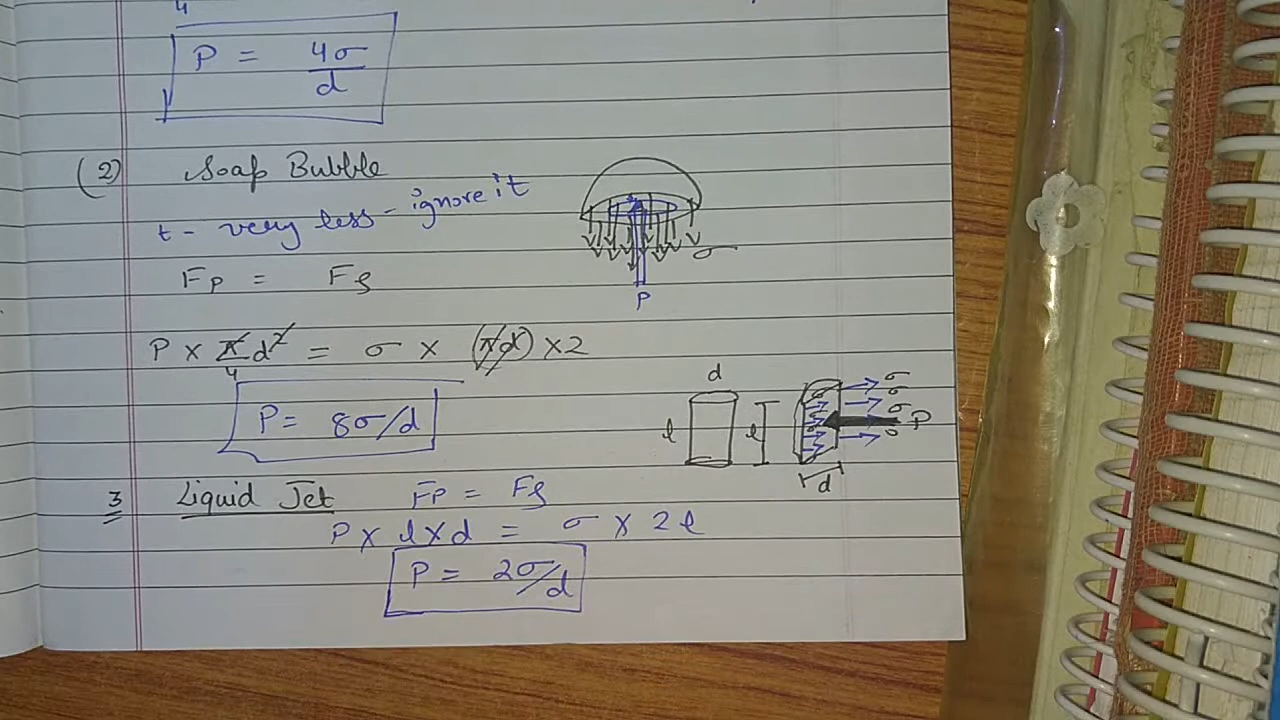 4
P = 4σ/d
(2) Soap Bubble
t - very less - ignore it
σ
Fp = Fs
P
P × π/4 d² = σ × (πd) × 2
P = 8σ/d
d
l
l
σ
σ
σ
σ
P
d
3 Liquid Jet Fp = Fs
P × l × d = σ × 2l
P = 2σ/d